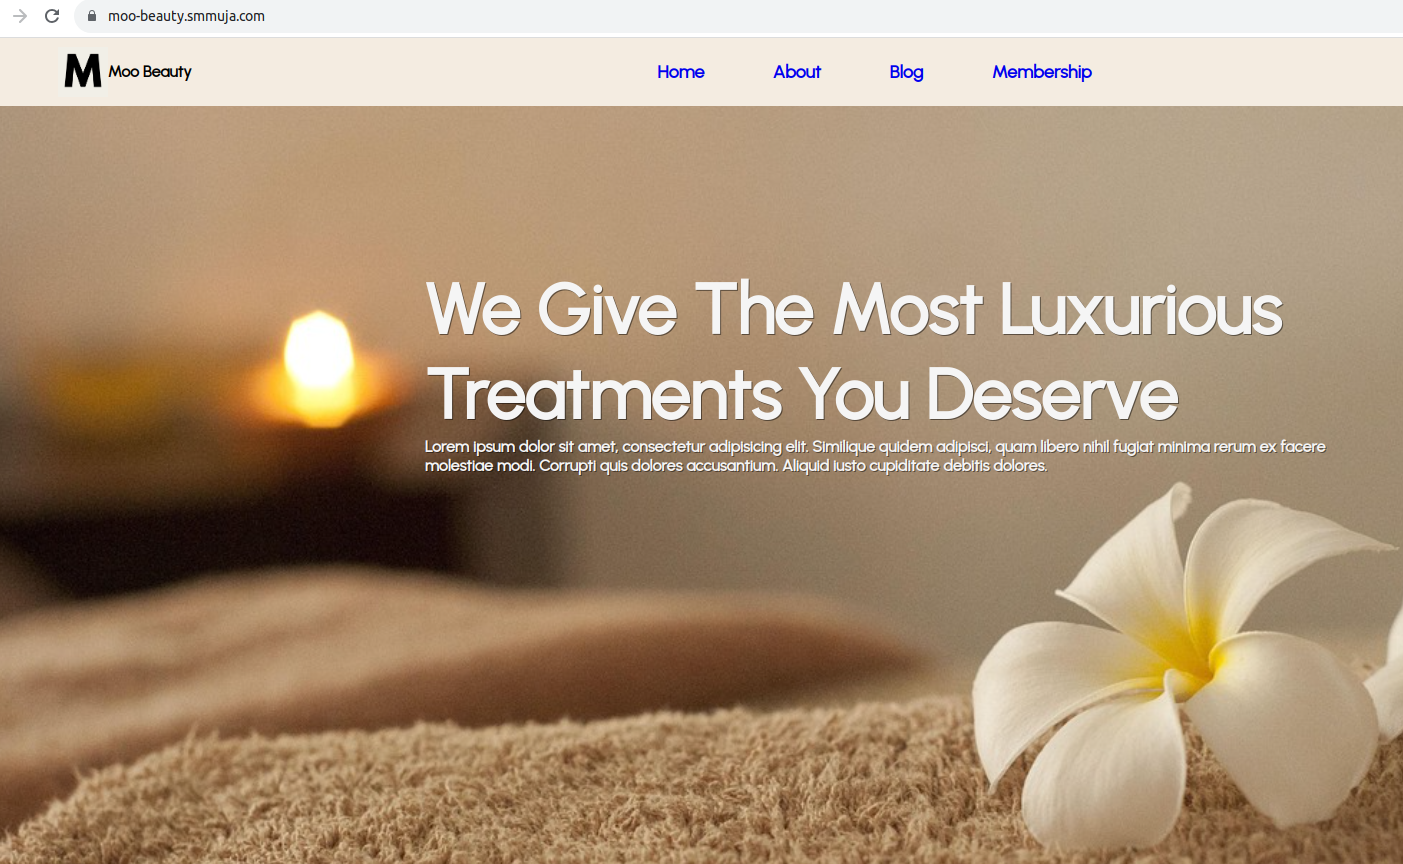 moo-beauty.smmuja.com
M Moo Beauty
Home About Blog Membership
We Give The Most Luxurious
Treatments You Deserve
Lorem ipsum dolor sit amet, consectetur adipisicing elit. Similique quidem adipisci, quam libero nihil fugiat minima rerum ex facere
molestiae modi. Corrupti quis dolores accusantium. Aliquid iusto cupiditate debitis dolores.